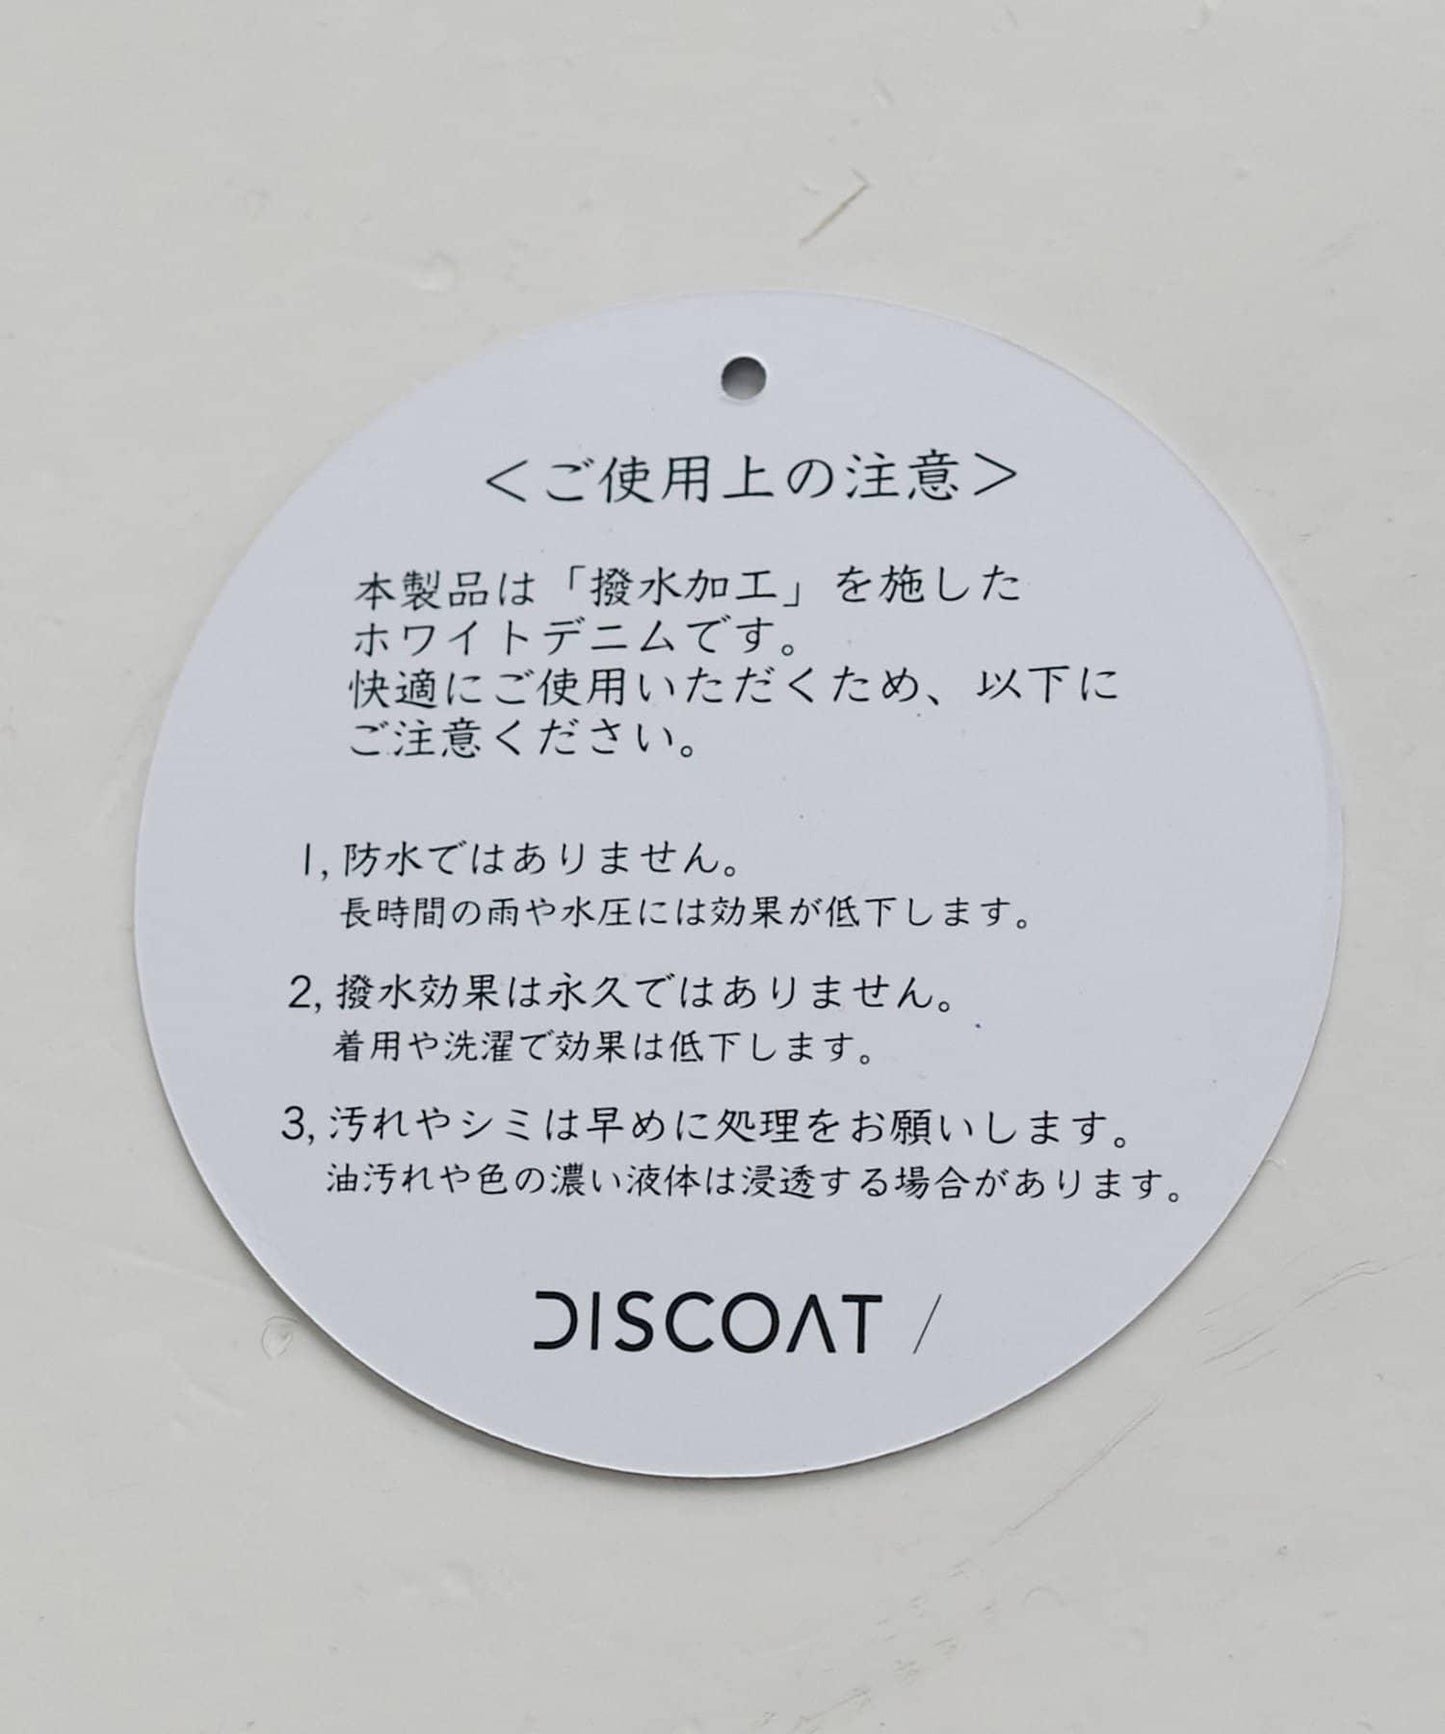 ＜ご使用上の注意＞
本製品は「撥水加工」を施した
ホワイトデニムです。
快適にご使用いただくため、以下に
ご注意ください。
1, 防水ではありません。
長時間の雨や水圧には効果が低下します。
2, 撥水効果は永久ではありません。
着用や洗濯で効果は低下します。
3, 汚れやシミは早めに処理をお願いします。
油汚れや色の濃い液体は浸透する場合があります。
DISCOAT /